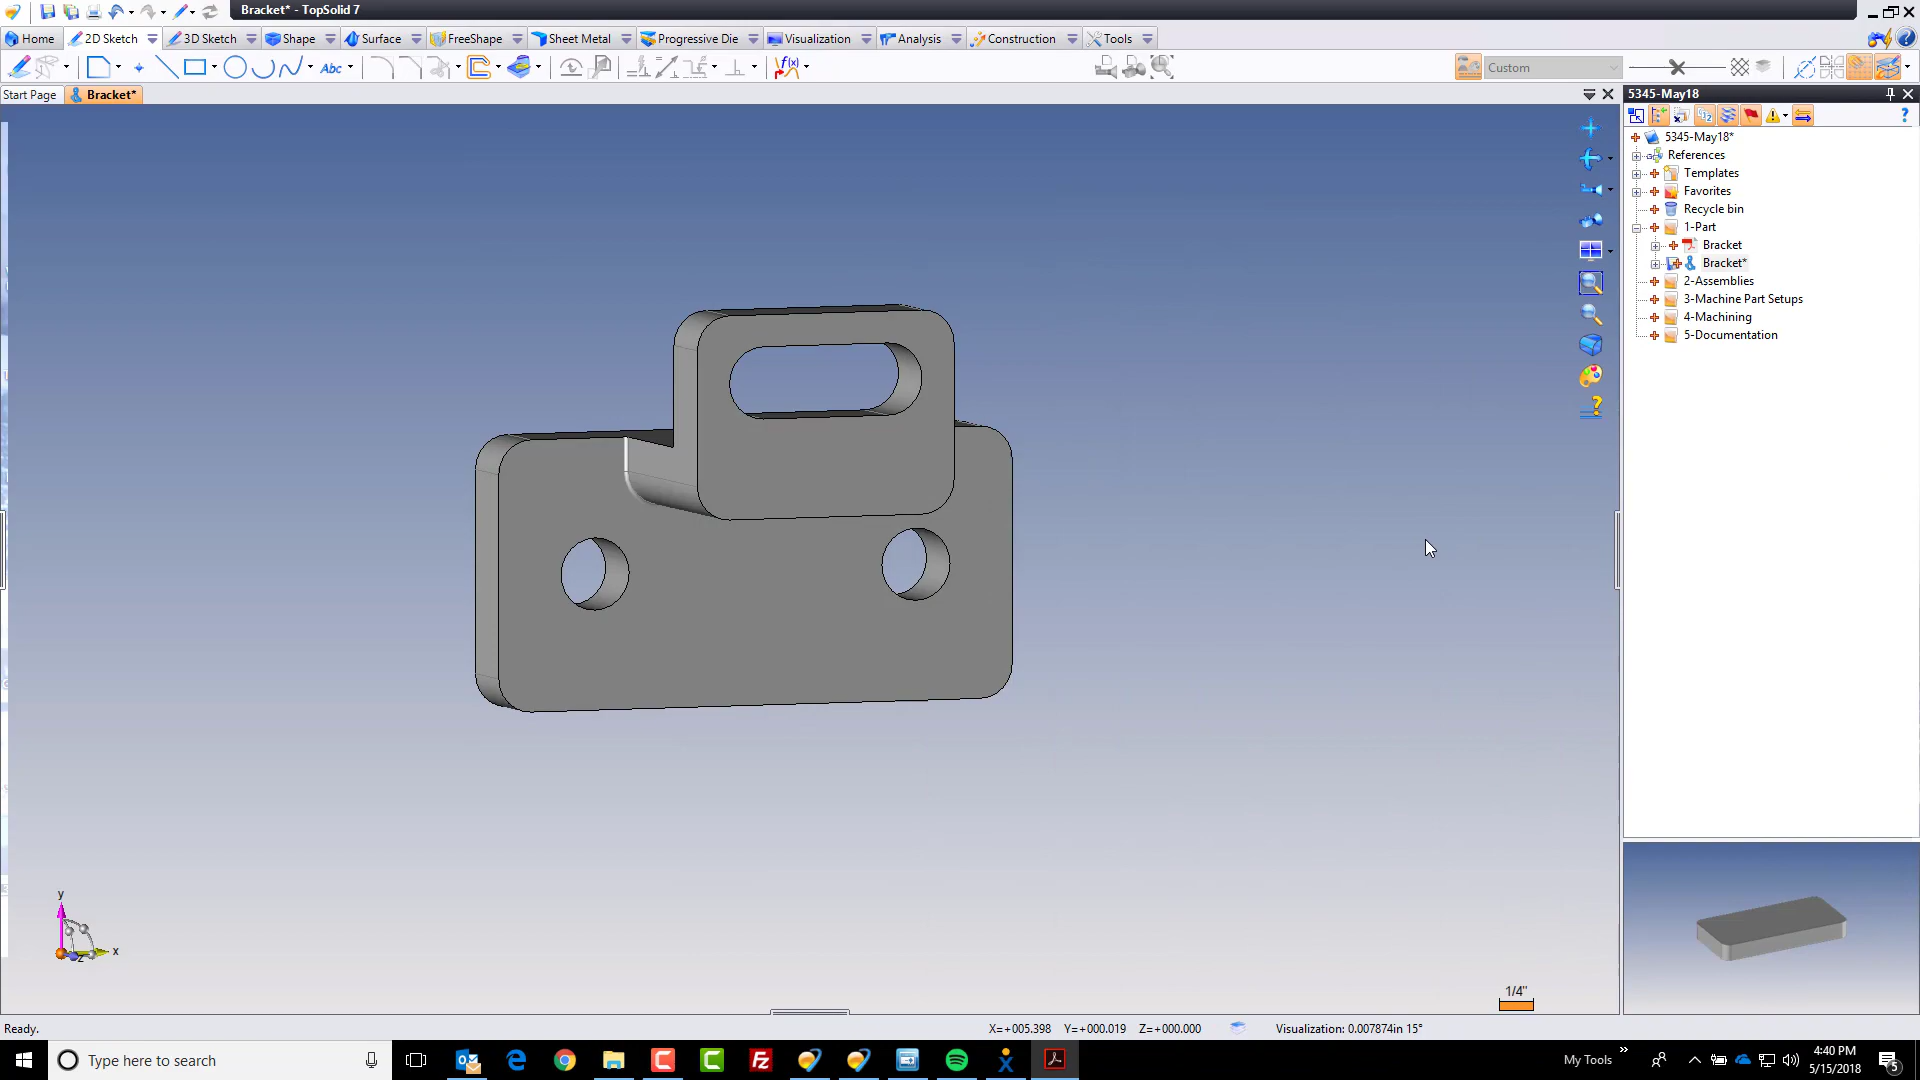 Bracket* - TopSolid 7
Home 2D Sketch 3D Sketch Shape Surface FreeShape Sheet Metal Progressive Die Visualization Analysis Construction Tools
Abc f(x) Custom
Start Page Bracket*
5345-May18
5345-May18*
References
Templates
Favorites
Recycle bin
1-Part
Bracket
Bracket*
2-Assemblies
3-Machine Part Setups
4-Machining
5-Documentation
y
x
z
1/4"
Ready. X=+005.398 Y=+000.019 Z=+000.000 Visualization: 0.007874in 15°
Type here to search
My Tools
4:40 PM
5/15/2018
5